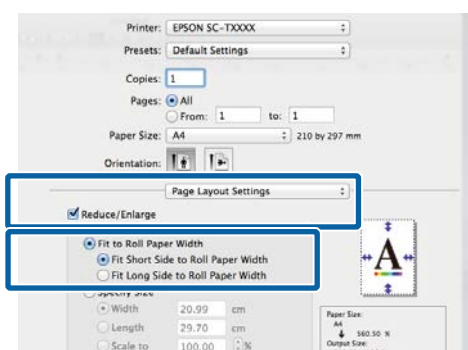 Printer: EPSON SC-TXXXX
Presets: Default Settings
Copies: 1
Pages: All
From: 1 to: 1
Paper Size: A4 210 by 297 mm
Orientation:
Page Layout Settings
Reduce/Enlarge
Fit to Roll Paper Width
Fit Short Side to Roll Paper Width
Fit Long Side to Roll Paper Width
Specify Size
Width 20.99 cm
Length 29.70 cm
Scale to 100.00 %
A
Paper Size:
A4
560.50 %
Output Size: